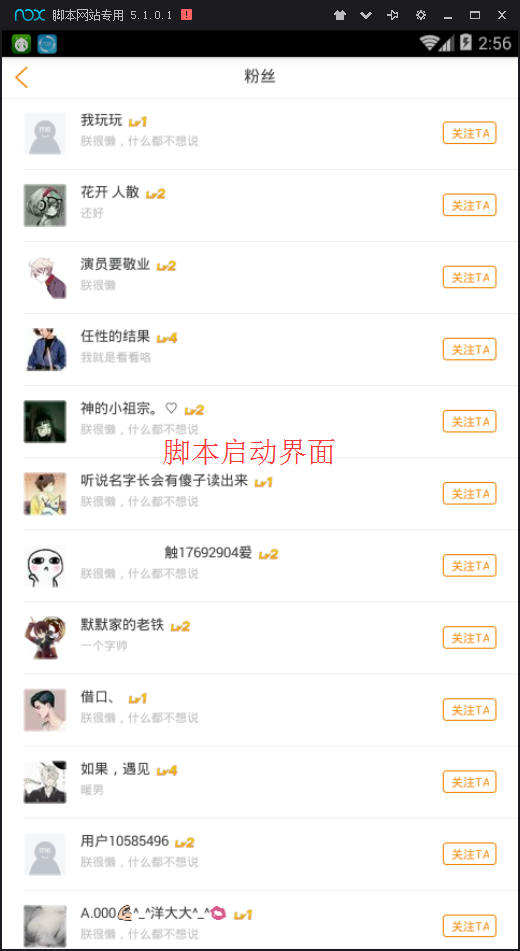 nox 脚本网站专用 5.1.0.1
2:56
粉丝
我玩玩 Lv1
朕很懒，什么都不想说
关注TA
花开 人散 Lv2
还好
关注TA
演员要敬业 Lv2
朕很懒
关注TA
任性的结果 Lv4
我就是看看咯
关注TA
神的小祖宗。♡ Lv2
朕很懒，什么都不想说
关注TA
脚本启动界面
听说名字长会有傻子读出来 Lv1
朕很懒，什么都不想说
关注TA
触17692904爱 Lv2
朕很懒，什么都不想说
关注TA
默默家的老铁 Lv2
一个字帅
关注TA
借口、 Lv1
朕很懒，什么都不想说
关注TA
如果，遇见 Lv4
暖男
关注TA
用户10585496 Lv2
朕很懒，什么都不想说
关注TA
A.000💪^_^洋大大^_^💋 Lv1
朕很懒，什么都不想说
关注TA